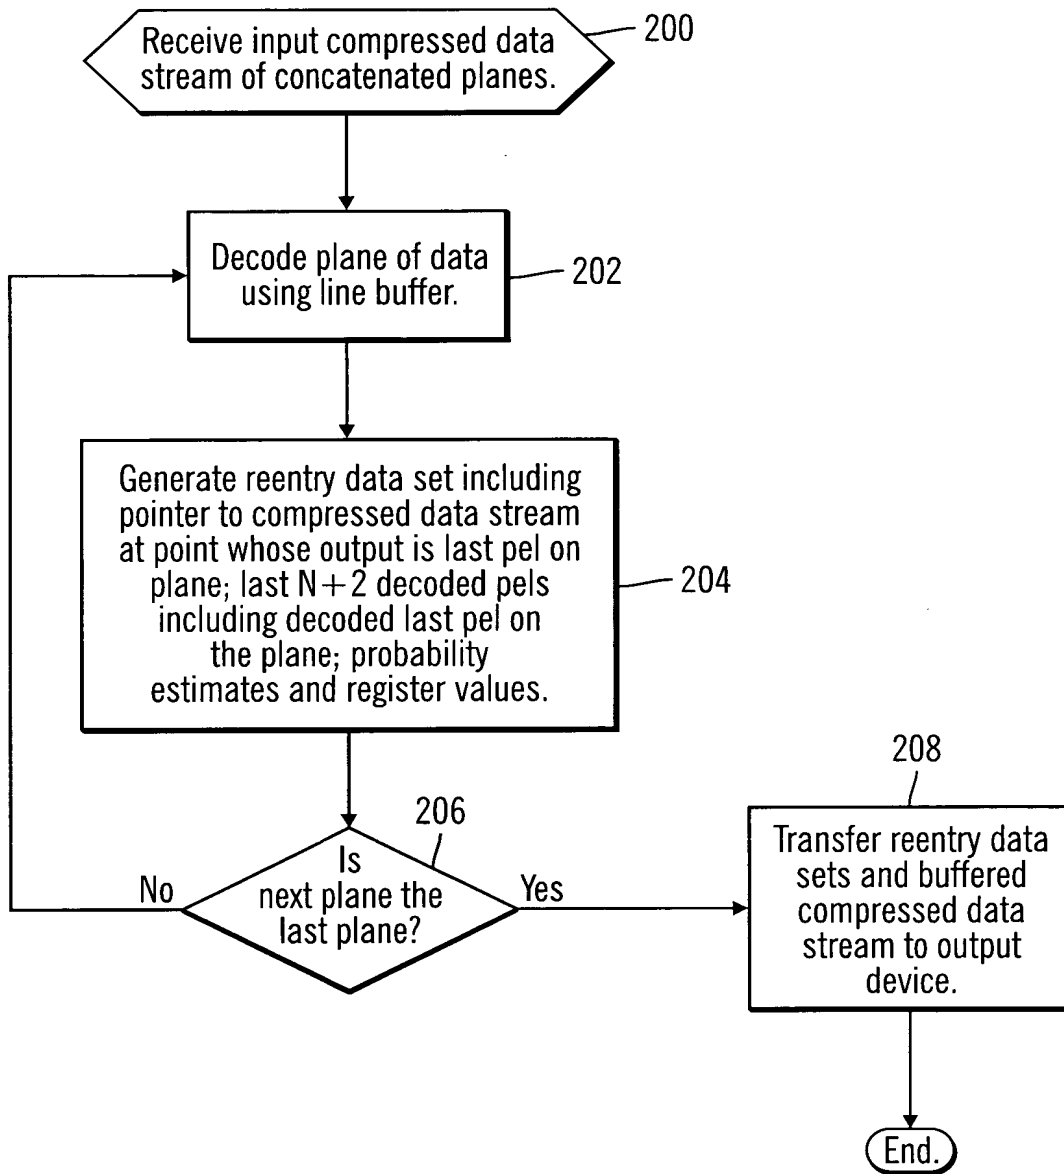 Receive input compressed data
stream of concatenated planes.
200
Decode plane of data
using line buffer.
202
Generate reentry data set including
pointer to compressed data stream
at point whose output is last pel on
plane; last N+2 decoded pels
including decoded last pel on
the plane; probability
estimates and register values.
204
206
Is
next plane the
last plane?
No
Yes
208
Transfer reentry data
sets and buffered
compressed data
stream to output
device.
End.